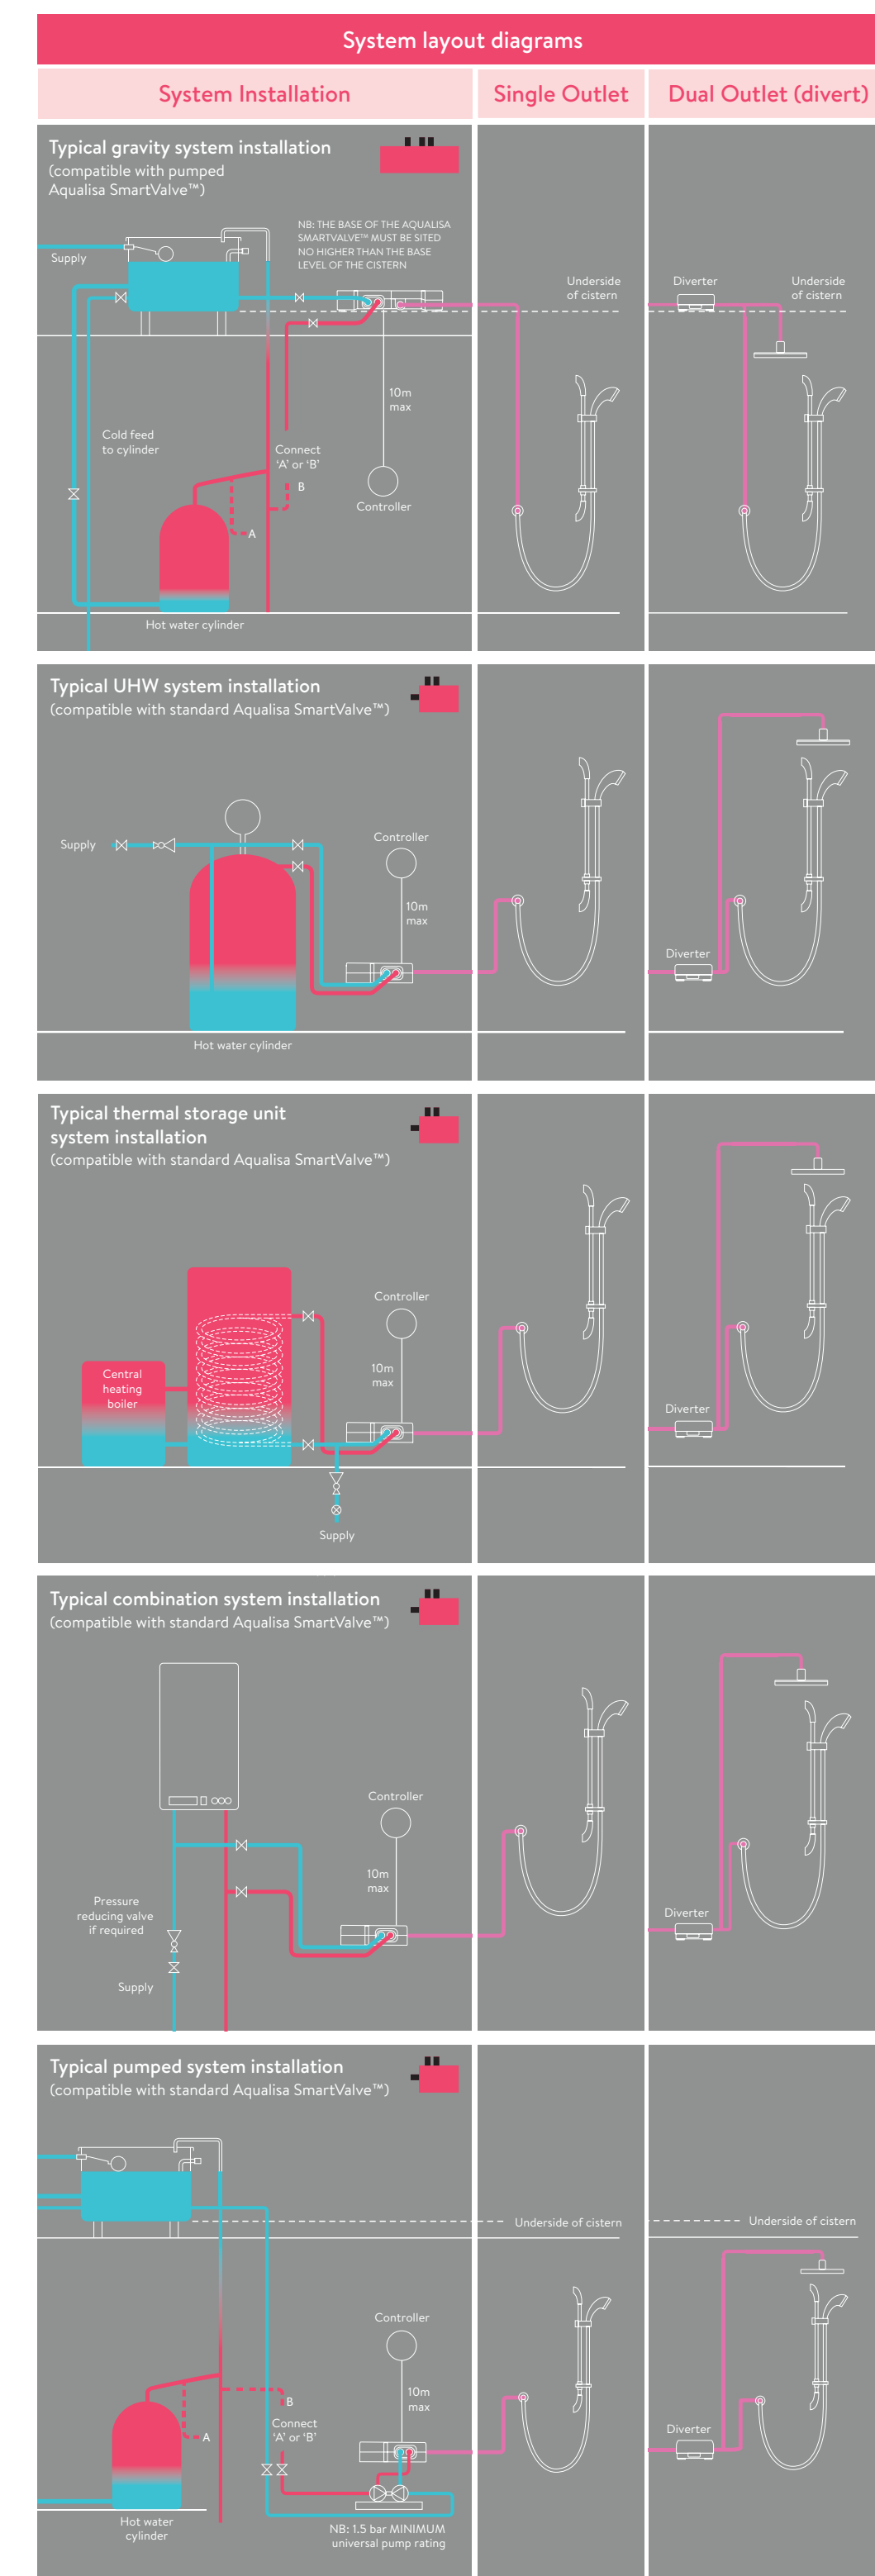 System layout diagrams
System Installation
Single Outlet
Dual Outlet (divert)
Typical gravity system installation
(compatible with pumped
Aqualisa SmartValve™)
NB: THE BASE OF THE AQUALISA
SMARTVALVE™ MUST BE SITED
NO HIGHER THAN THE BASE
LEVEL OF THE CISTERN
Supply
10m
max
Cold feed
to cylinder
Connect
‘A’ or ‘B’
B
A
Controller
Hot water cylinder
Underside
of cistern
Diverter
Underside
of cistern
Typical UHW system installation
(compatible with standard Aqualisa SmartValve™)
Supply
Controller
10m
max
Hot water cylinder
Diverter
Typical thermal storage unit
system installation
(compatible with standard Aqualisa SmartValve™)
Controller
Central
heating
boiler
10m
max
Supply
Diverter
Typical combination system installation
(compatible with standard Aqualisa SmartValve™)
Controller
10m
max
Pressure
reducing valve
if required
Supply
Diverter
Typical pumped system installation
(compatible with standard Aqualisa SmartValve™)
Underside of cistern
Underside of cistern
Controller
10m
max
B
Connect
‘A’ or ‘B’
A
Hot water
cylinder
NB: 1.5 bar MINIMUM
universal pump rating
Diverter